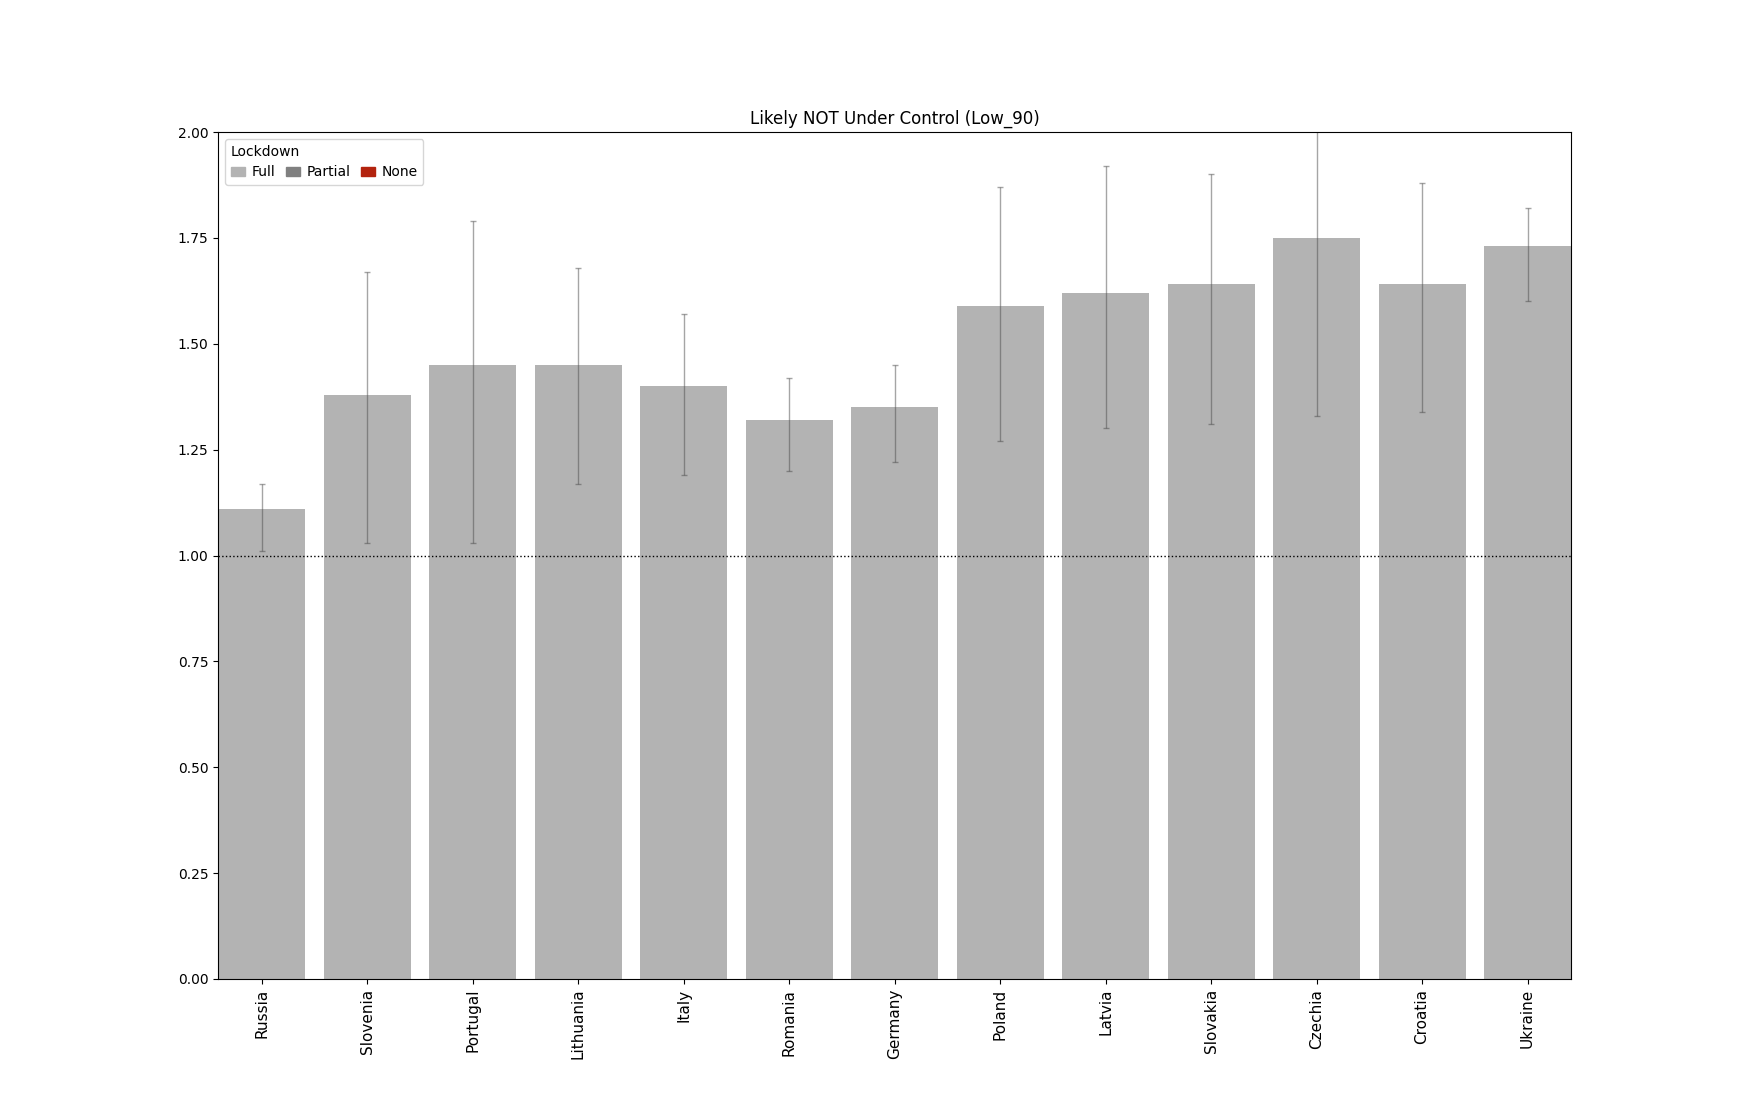 Likely NOT Under Control (Low_90)
Lockdown
Full Partial None
2.00
1.75
1.50
1.25
1.00
0.75
0.50
0.25
0.00
Russia
Slovenia
Portugal
Lithuania
Italy
Romania
Germany
Poland
Latvia
Slovakia
Czechia
Croatia
Ukraine